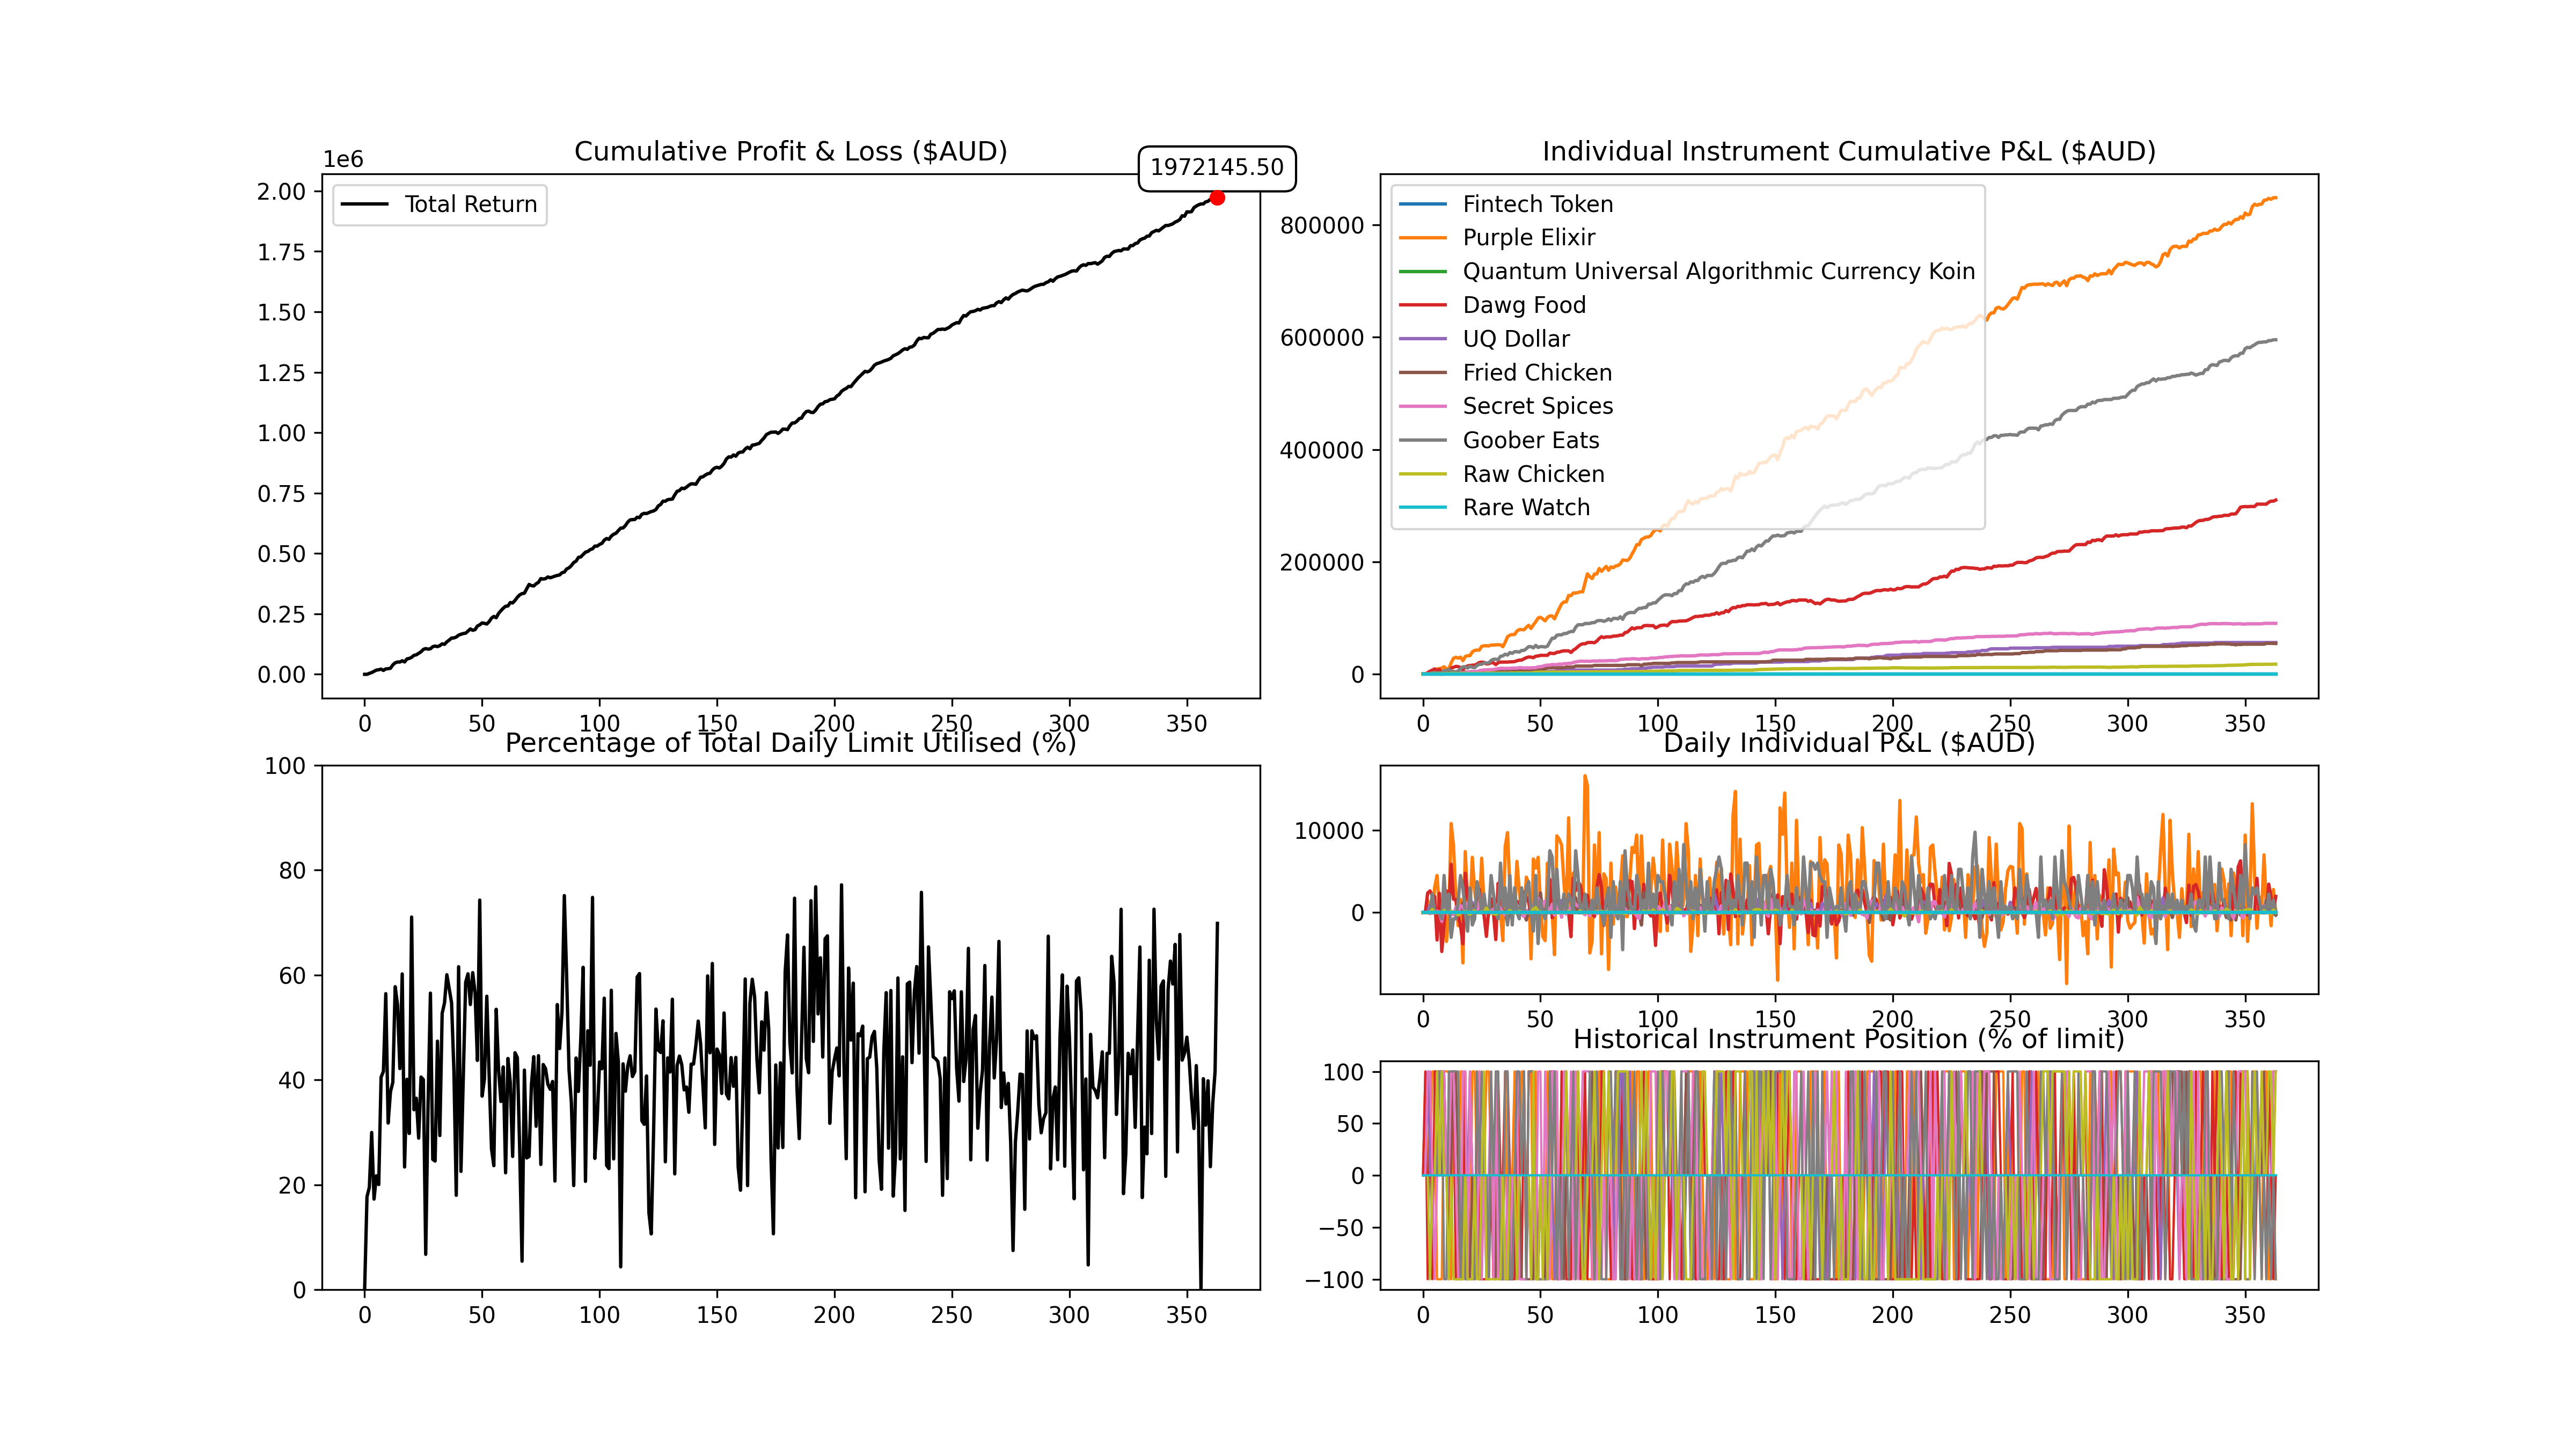 Cumulative Profit & Loss ($AUD)
1e6
1972145.50
Total Return
2.00
1.75
1.50
1.25
1.00
0.75
0.50
0.25
0.00
0 50 100 150 200 250 300 350
Individual Instrument Cumulative P&L ($AUD)
Fintech Token
Purple Elixir
Quantum Universal Algorithmic Currency Koin
Dawg Food
UQ Dollar
Fried Chicken
Secret Spices
Goober Eats
Raw Chicken
Rare Watch
800000
600000
400000
200000
0
0 50 100 150 200 250 300 350
Percentage of Total Daily Limit Utilised (%)
100
80
60
40
20
0
0 50 100 150 200 250 300 350
Daily Individual P&L ($AUD)
10000
0
0 50 100 150 200 250 300 350
Historical Instrument Position (% of limit)
100
50
0
−50
−100
0 50 100 150 200 250 300 350